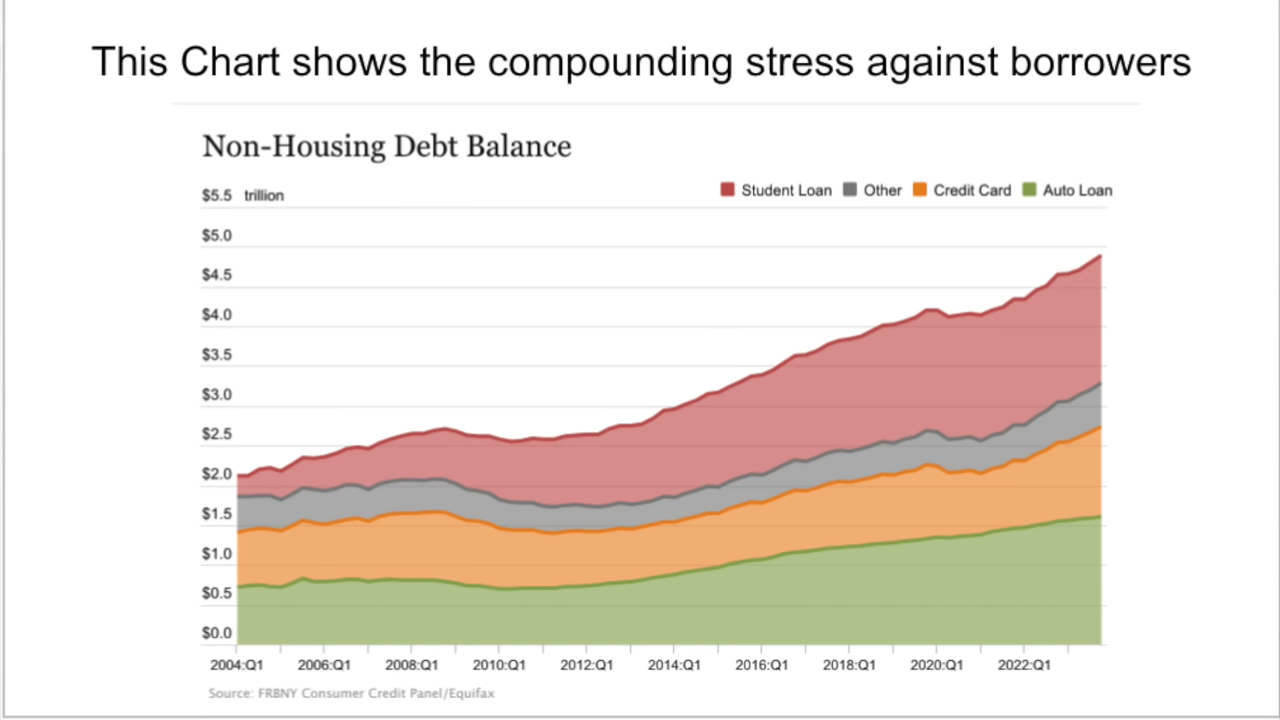 This Chart shows the compounding stress against borrowers
Non-Housing Debt Balance
$5.5 trillion
Student Loan Other Credit Card Auto Loan
$5.0
$4.5
$4.0
$3.5
$3.0
$2.5
$2.0
$1.5
$1.0
$0.5
$0.0
2004:Q1 2006:Q1 2008:Q1 2010:Q1 2012:Q1 2014:Q1 2016:Q1 2018:Q1 2020:Q1 2022:Q1
Source: FRBNY Consumer Credit Panel/Equifax